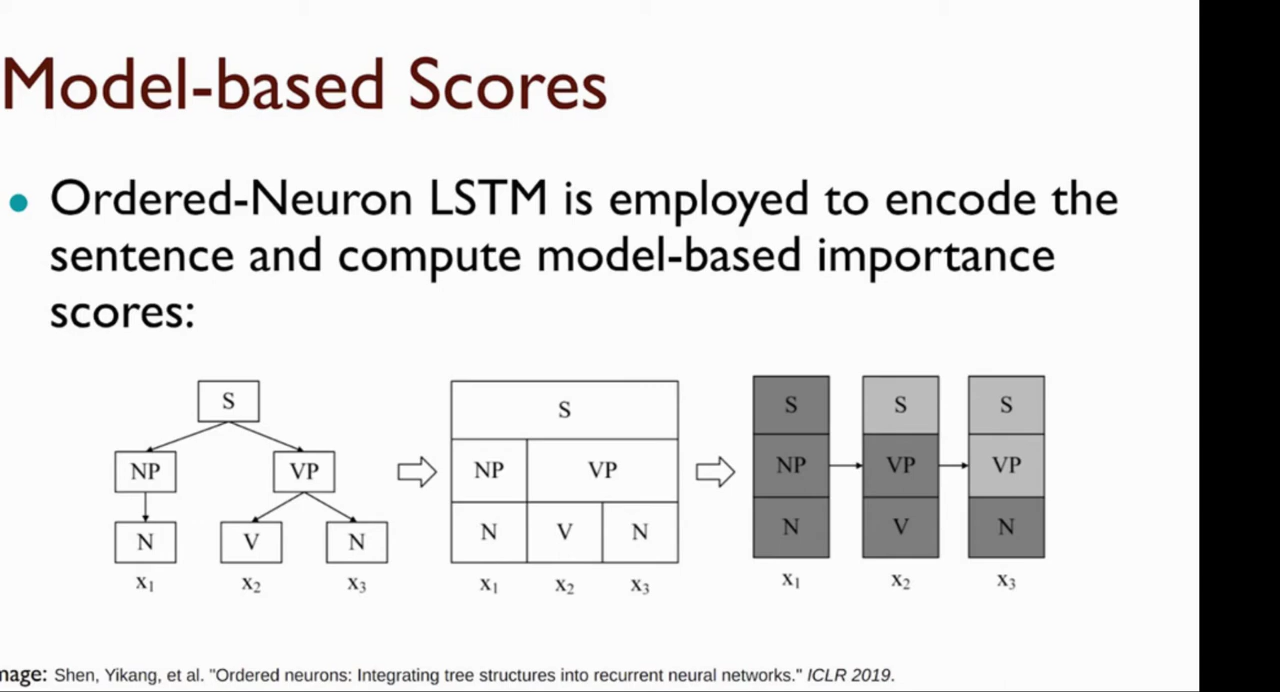 Model-based Scores
• Ordered-Neuron LSTM is employed to encode the
sentence and compute model-based importance
scores:
S
NP VP
N V N
x₁ x₂ x₃
S
NP VP
N V N
x₁ x₂ x₃
S S S
NP VP VP
N V N
x₁ x₂ x₃
mage: Shen, Yikang, et al. "Ordered neurons: Integrating tree structures into recurrent neural networks." ICLR 2019.